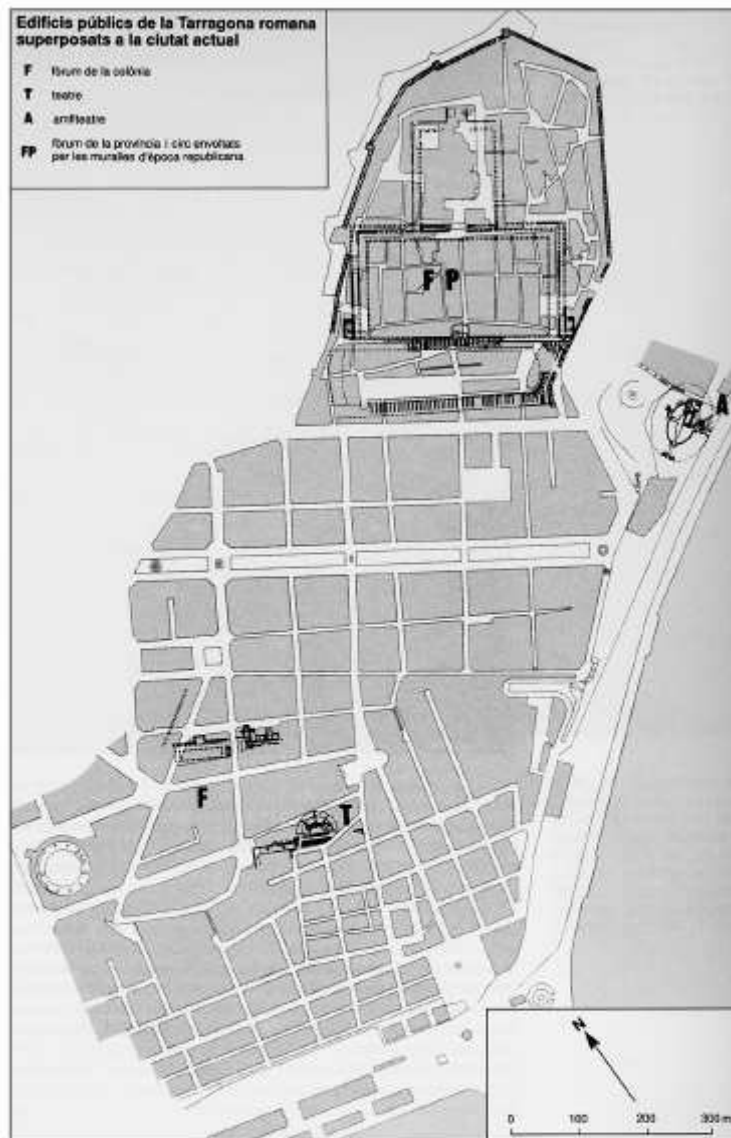 Edificis públics de la Tarragona romana
superposats a la ciutat actual
F fòrum de la colònia
T teatre
A amfiteatre
FP fòrum de la província i circ envoltats
per les muralles d'època republicana
F P
A
F
T
N
0 100 200 300 m